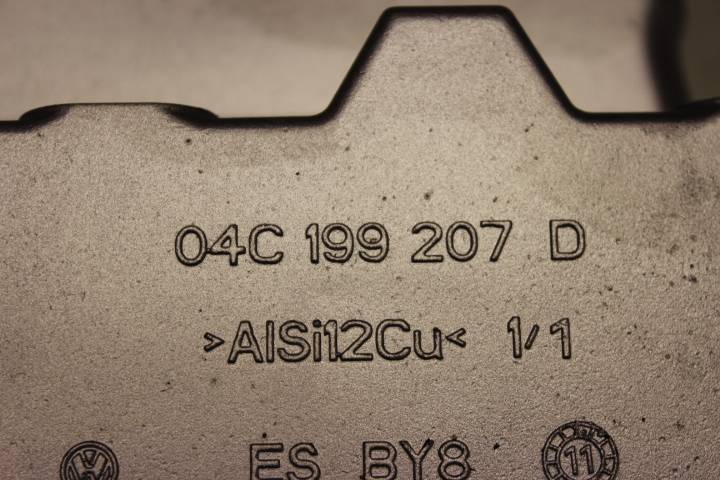 04C 199 207 D
>AlSi12Cu< 1/1
ES BY8 11